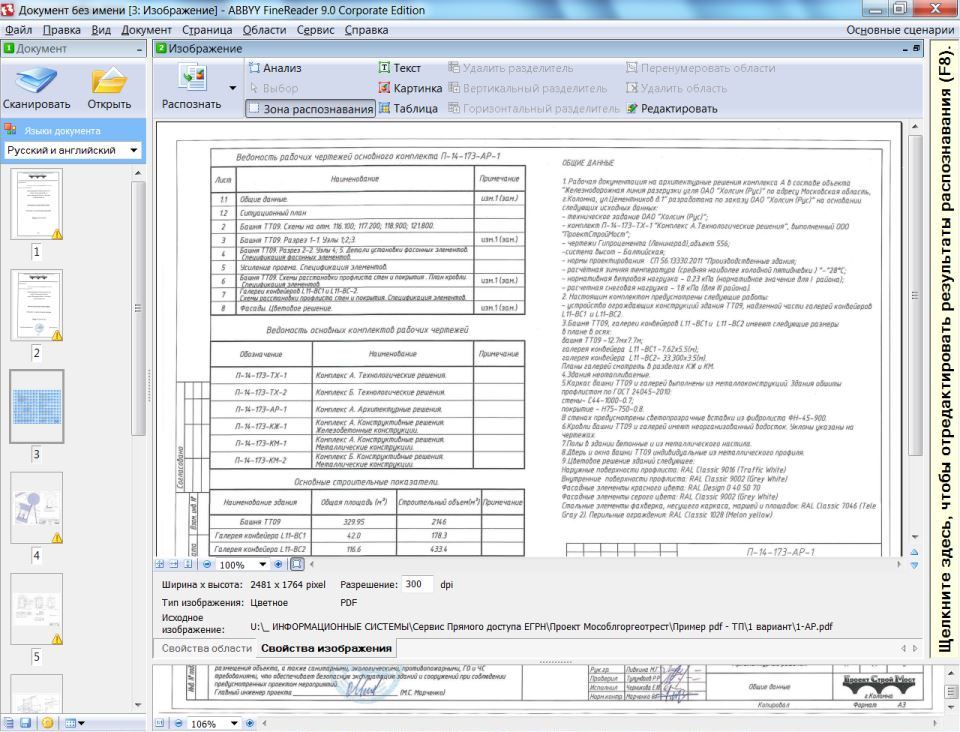 Документ без имени [3: Изображение] - ABBYY FineReader 9.0 Corporate Edition
Файл Правка Вид Документ Страница Области Сервис Справка Основные сценарии
1 Документ
Сканировать Открыть
Языки документа
Русский и английский
1
2
3
4
5
2 Изображение
Распознать
Анализ Текст Удалить разделитель Перенумеровать области
Выбор Картинка Вертикальный разделитель Удалить область
Зона распознавания Таблица Горизонтальный разделитель Редактировать
Ведомость рабочих чертежей основного комплекта П-14-173-АР-1
Лист Наименование Примечание
1.1 Общие данные. изм.1 (зам.)
1.2 Ситуационный план
2 Башня ТТ09. Схемы на отм. 116.100; 117.200; 118.900; 121.800.
3 Башня ТТ09. Разрез 1-1. Узлы 1;2;3. изм.1 (зам.)
4 Башня ТТ09. Разрез 2-2. Узлы 4; 5. Детали установки фасонных элементов.
Спецификация фасонных элементов.
5 Усиление проема. Спецификация элементов.
6 Башня ТТ09. Схемы расстановки профлиста стен и покрытия. План кровли. изм.1 (зам.)
Спецификация элементов.
7 Галереи конвейеров L11-ВС1 и L11-ВС-2.
Схемы расстановки профлиста стен и покрытия. Спецификация элементов.
8 Фасады. Цветовое решение. изм.1 (зам.)
Ведомость основных комплектов рабочих чертежей
Обозначение Наименование Примечание
П-14-173-ТХ-1 Комплекс А. Технологические решения.
П-14-173-ТХ-2 Комплекс Б. Технологические решения.
П-14-173-АР-1 Комплекс А. Архитектурные решения.
П-14-173-КЖ-1 Комплекс А. Конструктивные решения.
Железобетонные конструкции.
П-14-173-КМ-1 Комплекс А. Конструктивные решения.
Металлические конструкции.
П-14-173-КМ-2 Комплекс Б. Конструктивные решения.
Металлические конструкции.
Основные строительные показатели.
Наименование здания Общая площадь (м²) Строительный объем(м³) Примечание
Башня ТТ09 329.95 2146
Галерея конвейера L11-ВС1 42.0 178.3
Галерея конвейера L11-ВС2 116.6 433.4
Согласовано
Взам. инв.N
ОБЩИЕ ДАННЫЕ
1. Рабочая документация на архитектурные решения комплекса А в составе объекта
"Железнодорожная линия разгрузки угля ОАО "Холсим (Рус)" по адресу Московская область,
г.Коломна, ул.Цементников д.1" разработана по заказу ОАО "Холсим (Рус)" на основании
следующих исходных данных:
- техническое задание ОАО "Холсим (Рус)";
- комплект П-14-173-ТХ-1 "Комплекс А.Технологические решения", выполненный ООО
"ПроектСтройМост";
- чертежи Гипроцемента (Ленинград),объект 556;
- система высот - Балтийская;
- нормы проектирования СП 56.13330.2011 "Производственные здания";
- расчётная зимняя температура (средняя наиболее холодной пятидневки ) "-"28°С;
- нормативная ветровая нагрузка - 0.23 кПа (нормативное значение для I района);
- расчетная снеговая нагрузка - 1.8 кПа (для III района).
2. Настоящим комплектом предусмотрены следующие работы:
- устройство ограждающих конструкций здания ТТ09, надземной части галерей конвейеров
L11-ВС1 и L11-ВС2.
3.Башня ТТ09, галереи конвейеров L11 -ВС1 и L11 -ВС2 имеют следующие размеры
в плане в осях:
башня ТТ09 -12.7мх7.7м;
галерея конвейера L11 -ВС1 -7.62х5.5(м);
галерея конвейера L11 -ВС2- 33.300х3.5(м).
Планы галерей смотреть в разделах КЖ и КМ.
4.Здания неотапливаемые.
5.Каркас башни ТТ09 и галерей выполнены из металлоконструкций. Здания обшиты
профлистом по ГОСТ 24045-2010:
стены- С44-1000-0.7;
покрытие - Н75-750-0.8.
В стенах предусмотрены светопрозрачные вставки из фибролиста ФН-45-900.
6.Кровли башни ТТ09 и галерей имеет неорганизованный водосток. Уклоны указаны на
чертежах.
7.Полы в здании бетонные и из металлического настила.
8.Дверь и окна башни ТТ09 индивидуальные из металлического профиля.
9.Цветовое решение зданий следующее:
Наружные поверхности профлиста: RAL Classic 9016 (Traffic White)
Внутренние поверхности профлиста: RAL Classic 9002 (Grey White)
Фасадные элементы красного цвета: RAL Design 0 40 50 70
Фасадные элементы серого цвета: RAL Classic 9002 (Grey White)
Стальные элементы фахверка, несущего каркаса, маршей и площадок: RAL Classic 7046 (Tele
Gray 2). Перильные ограждения: RAL Classic 1028 (Melon yellow)
П-14-173-АР-1
100%
Ширина x высота: 2481 x 1764 pixel Разрешение: 300 dpi
Тип изображения: Цветное PDF
Исходное
изображение: U:\_ ИНФОРМАЦИОННЫЕ СИСТЕМЫ\Сервис Прямого доступа ЕГРН\Проект Мособлгоргеотрест\Пример pdf - ТП\1 вариант\1-АР.pdf
Свойства области Свойства изображения
размещения объекта, а также санитарными, экологическими, противопожарными, ГО и ЧС
требованиями, что обеспечивает безопасную эксплуатацию зданий и сооружений при соблюдении
предусмотренных проектом мероприятий.
Главный инженер проекта (М.С. Марченко)
Рук.гр.
Проверил
Исполнил
Нормконтр.
Общие данные
Проект Строй Мост
г.Коломна
Копировал Формат А3
106%
Щелкните здесь, чтобы отредактировать результаты распознавания (F8).